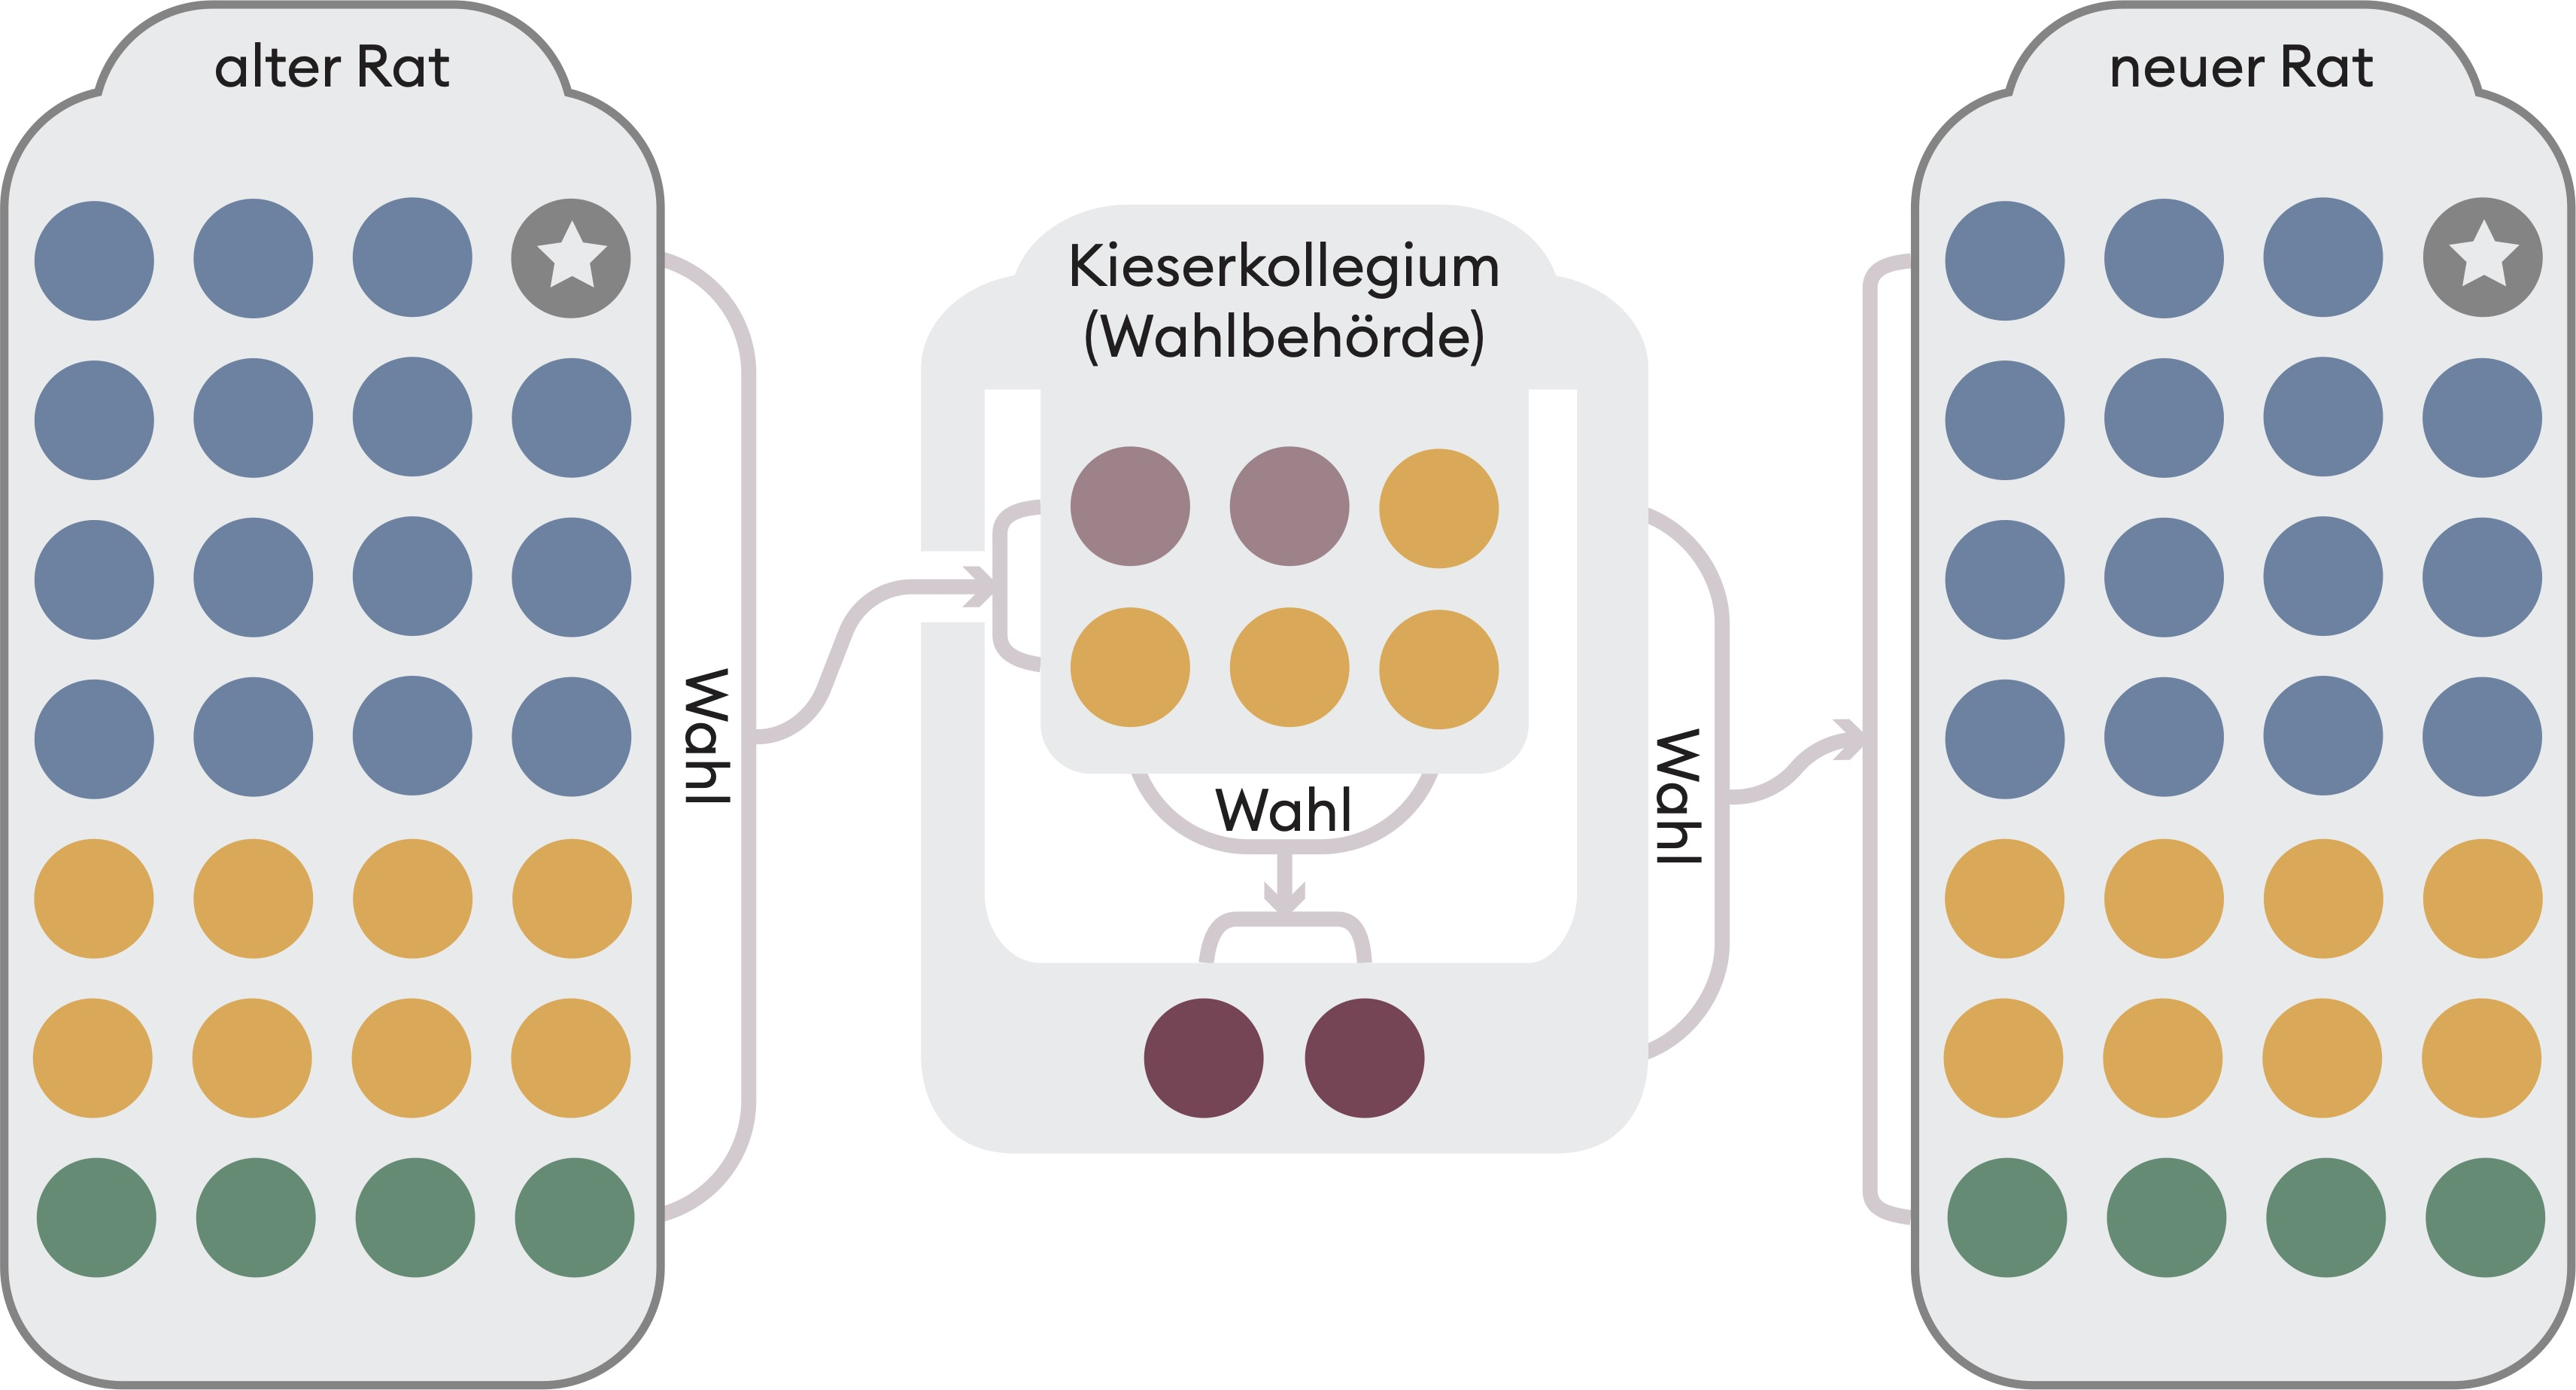 alter Rat
Wahl
Kieserkollegium
(Wahlbehörde)
Wahl
Wahl
neuer Rat